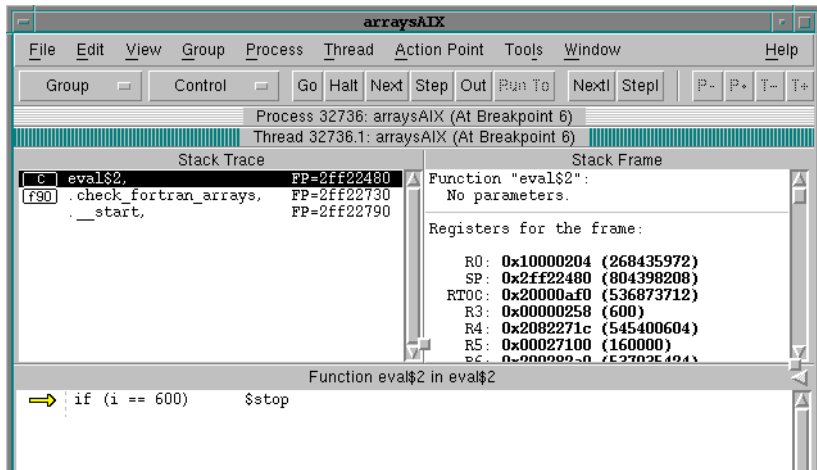 arraysAIX
File Edit View Group Process Thread Action Point Tools Window Help
Group Control Go Halt Next Step Out Run To NextI StepI P- P+ T- T+
Process 32736: arraysAIX (At Breakpoint 6)
Thread 32736.1: arraysAIX (At Breakpoint 6)
Stack Trace
C eval$2, FP=2ff22480
f90 .check_fortran_arrays, FP=2ff22730
.__start, FP=2ff22790
Stack Frame
Function "eval$2":
No parameters.
Registers for the frame:
R0: 0x10000204 (268435972)
SP: 0x2ff22480 (804398208)
RTOC: 0x20000af0 (536873712)
R3: 0x00000258 (600)
R4: 0x2082271c (545400604)
R5: 0x00027100 (160000)
R6: 0x200282a0 (537035424)
Function eval$2 in eval$2
if (i == 600) $stop